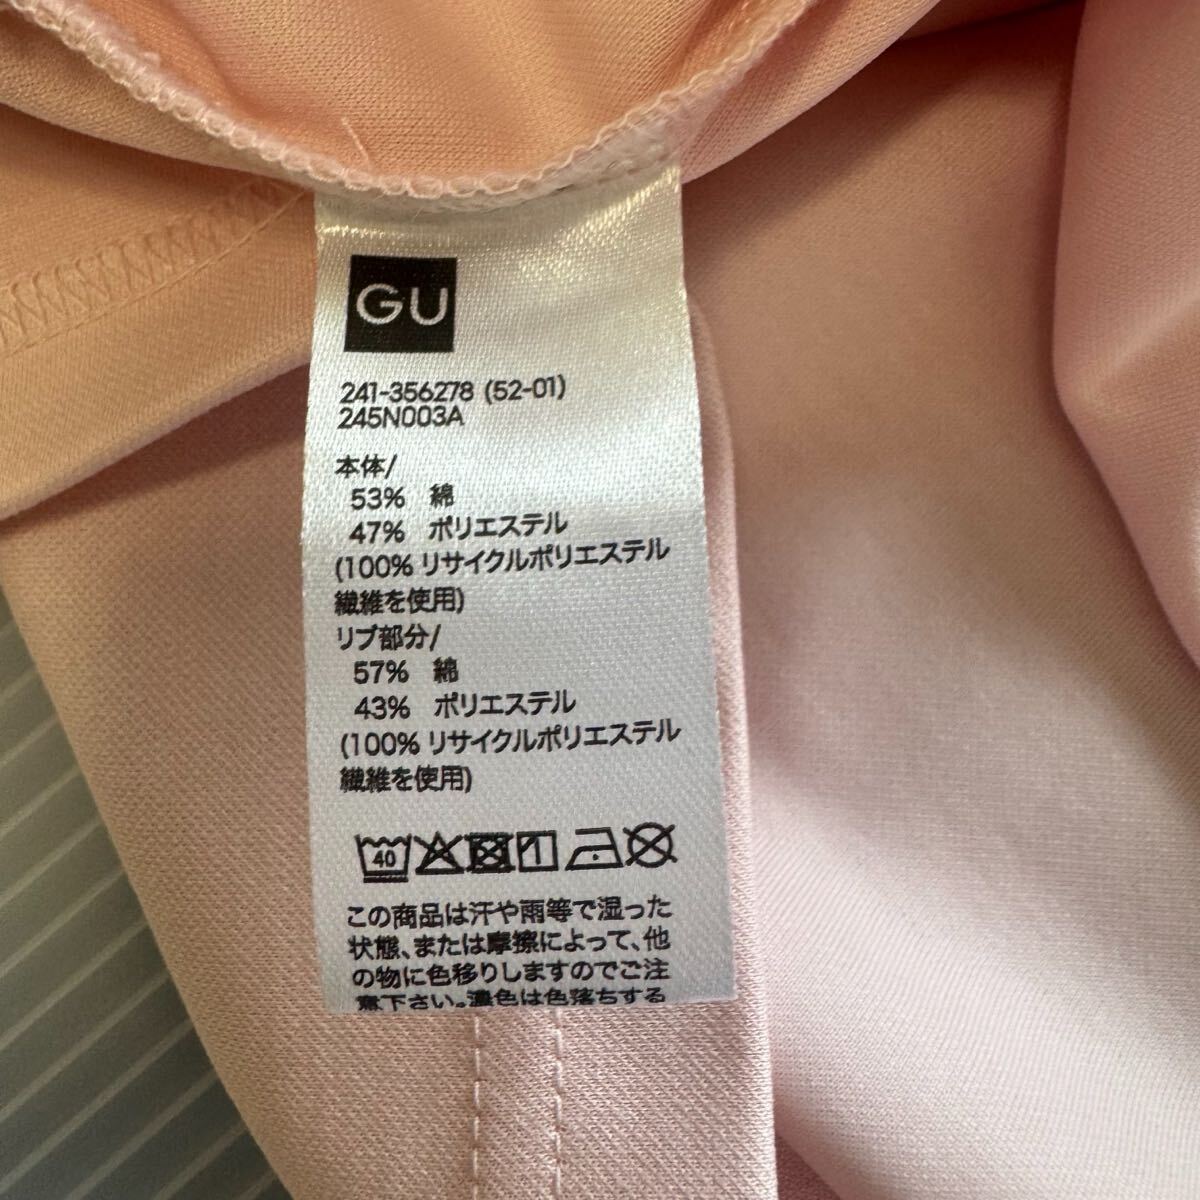 GU
241-356278 (52-01)
245N003A
本体/
53% 綿
47% ポリエステル
(100% リサイクルポリエステル
繊維を使用)
リブ部分/
57% 綿
43% ポリエステル
(100% リサイクルポリエステル
繊維を使用)
40
この商品は汗や雨等で湿った
状態、または摩擦によって、他
の物に色移りしますのでご注
意下さい。濃色は色落ちする